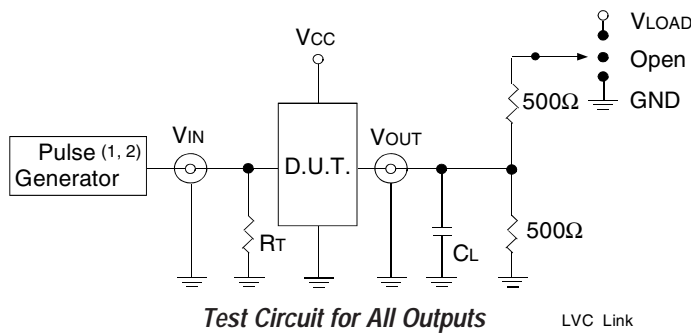 VLOAD
VCC
Open
500Ω
GND
VIN
VOUT
Pulse (1, 2)
Generator
D.U.T.
RT
CL
500Ω
Test Circuit for All Outputs
LVC Link